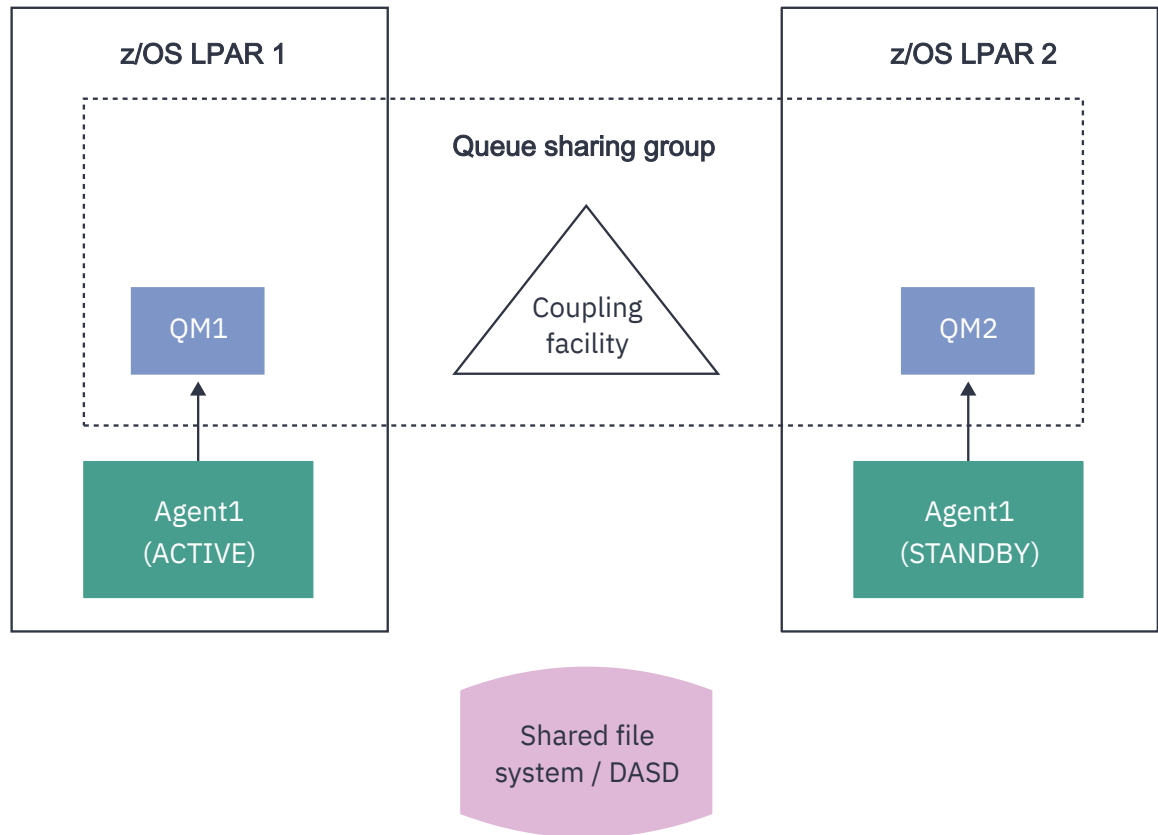 z/OS LPAR 1
z/OS LPAR 2
Queue sharing group
QM1
Coupling
facility
QM2
Agent1
(ACTIVE)
Agent1
(STANDBY)
Shared file
system / DASD